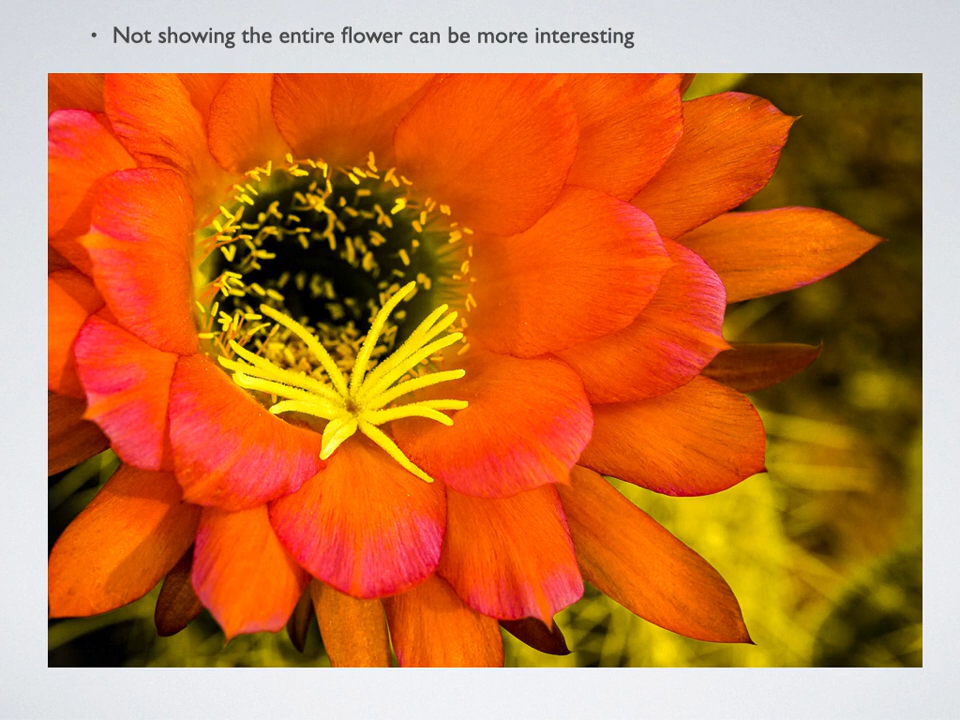 • Not showing the entire flower can be more interesting